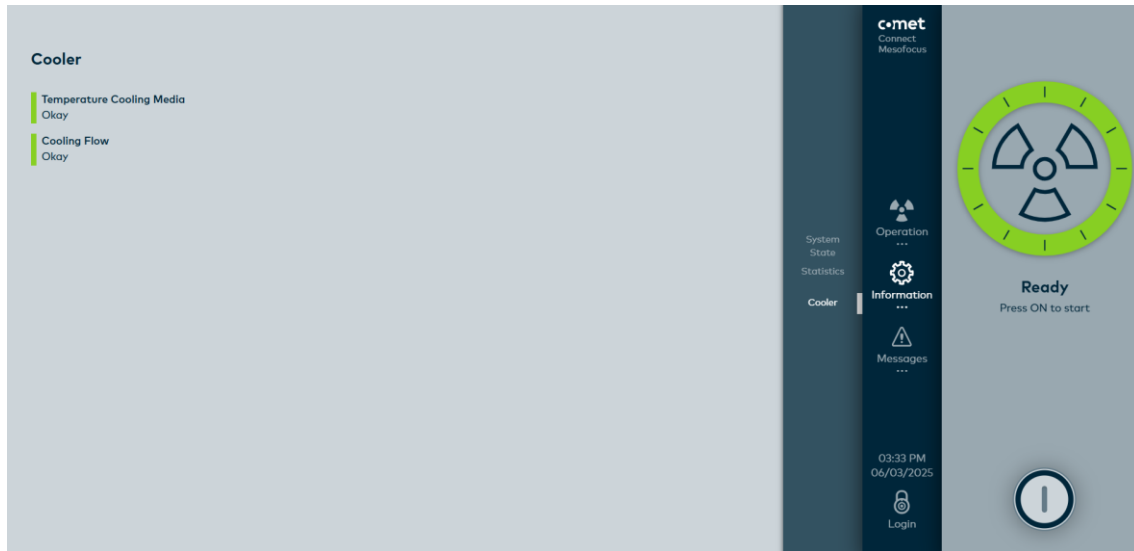 Cooler
Temperature Cooling Media
Okay
Cooling Flow
Okay
System
State
Statistics
Cooler
comet
Connect
Mesofocus
Operation
...
Information
...
Messages
...
03:33 PM
06/03/2025
Login
Ready
Press ON to start